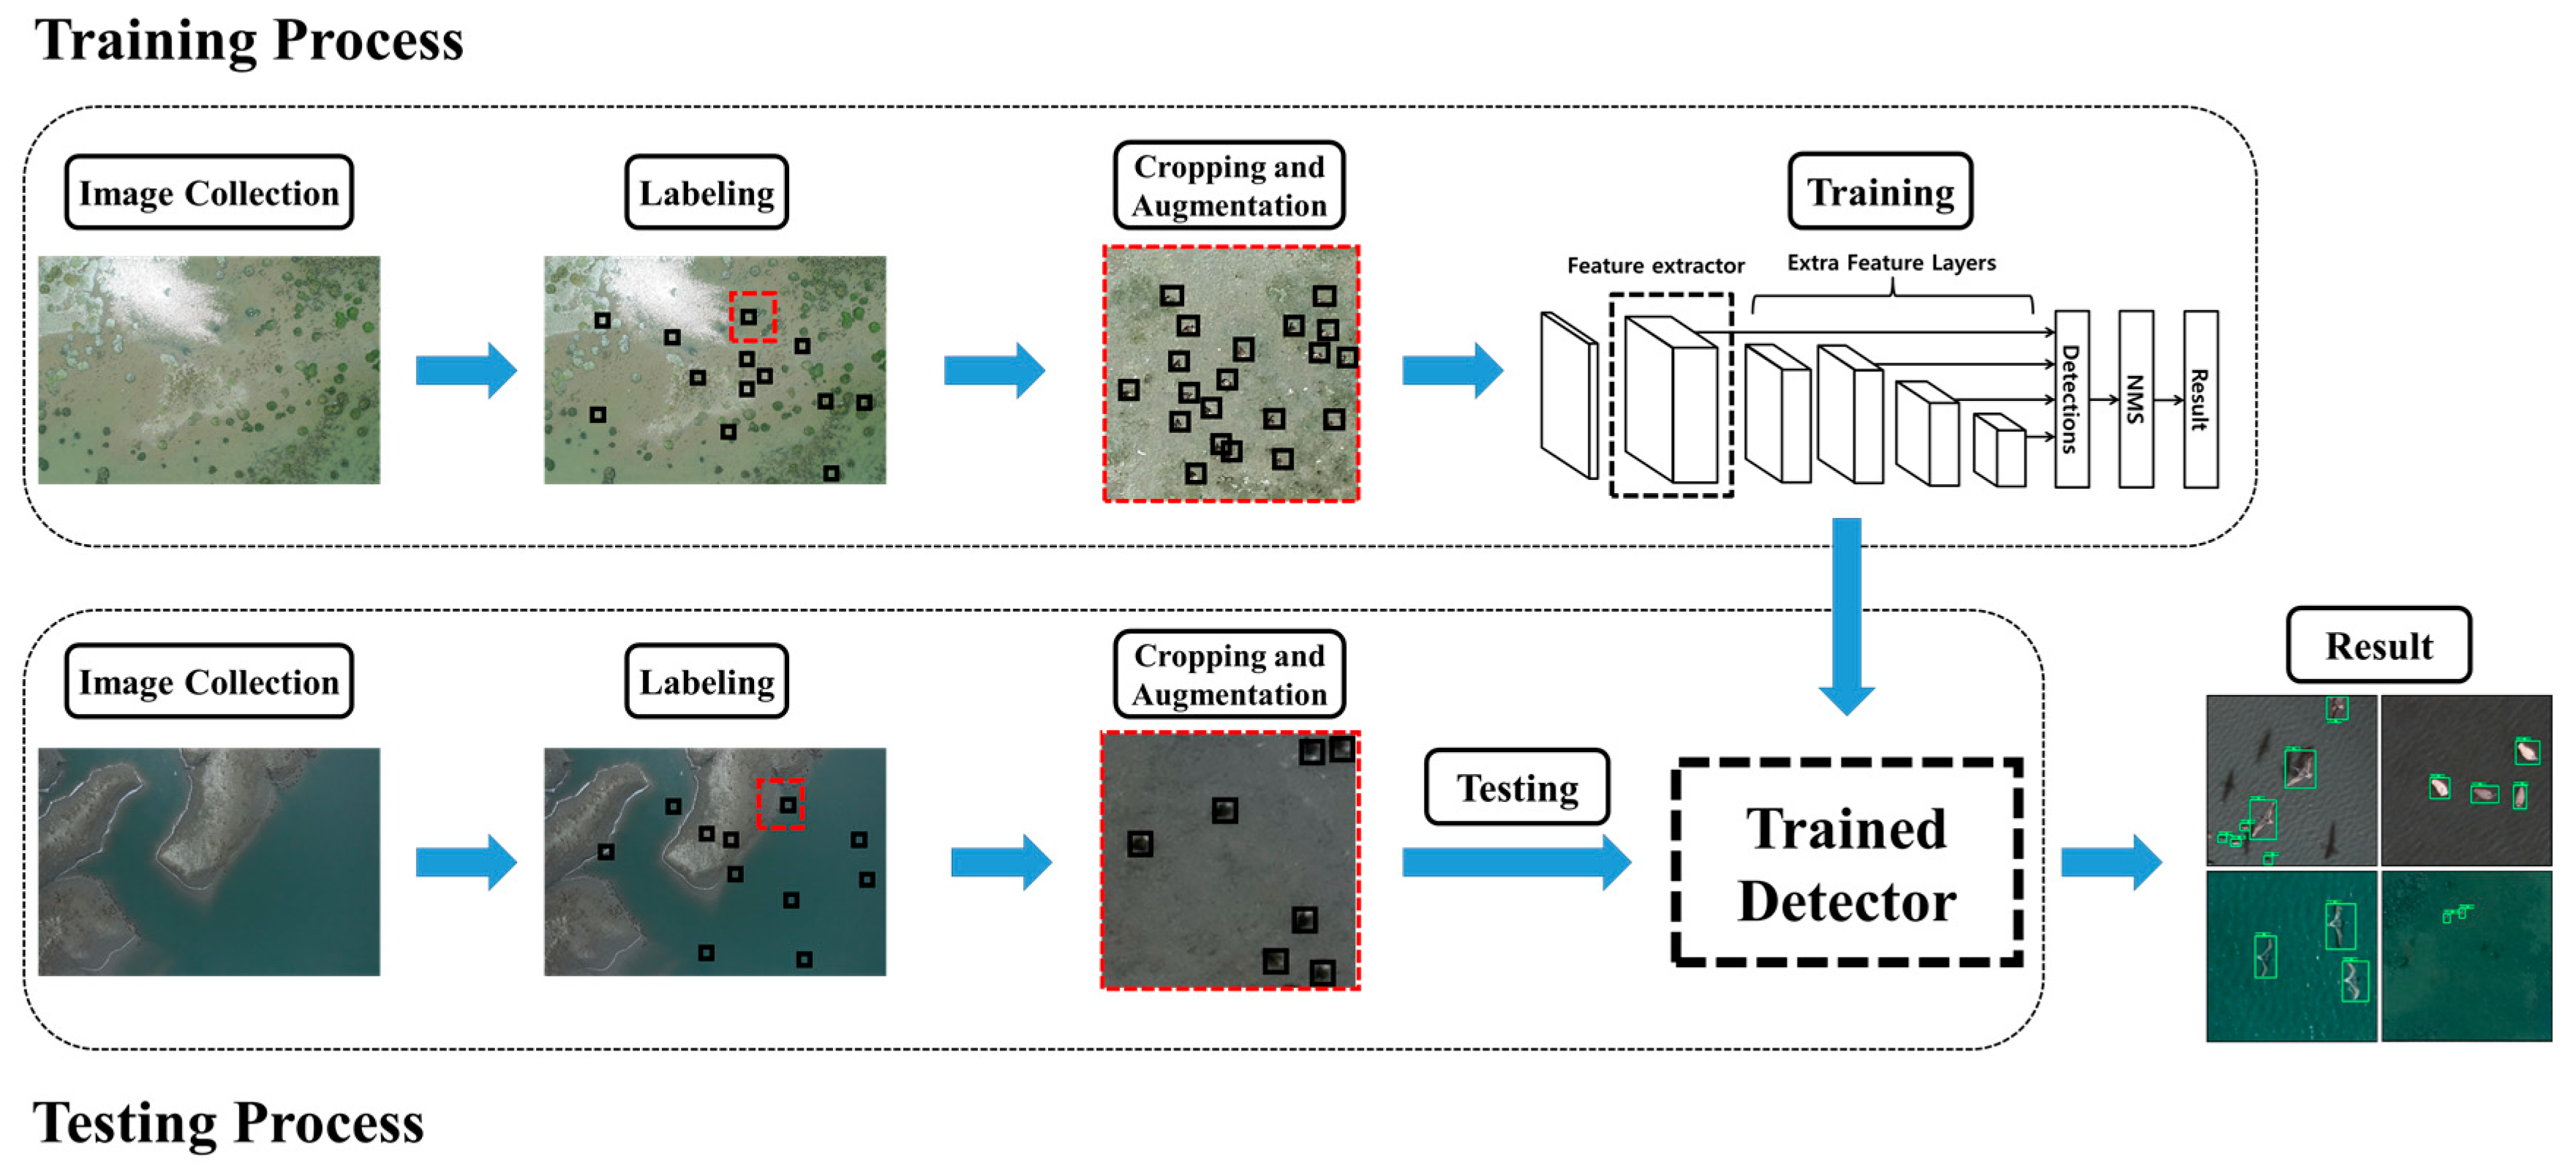 Training Process
Image Collection
Labeling
Cropping and
Augmentation
Training
Feature extractor
Extra Feature Layers
Detections
NMS
Result
Image Collection
Labeling
Cropping and
Augmentation
Testing
Trained
Detector
Result
Testing Process